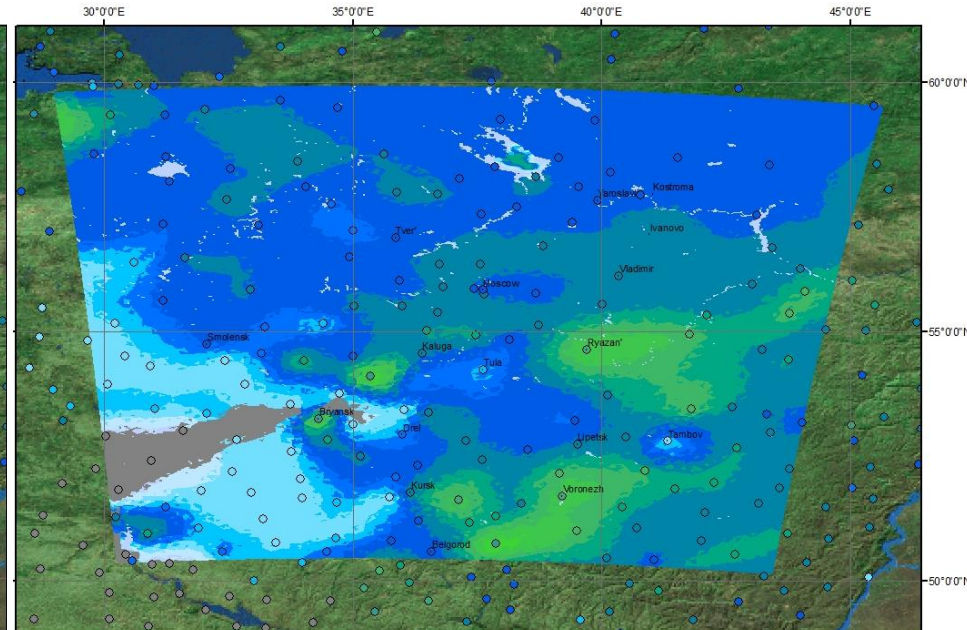 30°0'0"E 35°0'0"E 40°0'0"E 45°0'0"E
60°0'0"N
Yaroslavl' Kostroma
Ivanovo
Tver'
Vladimir
Moscow
55°0'0"N
Smolensk
Kaluga
Ryazan'
Tula
Bryansk
Orel
Lipetsk
Tambov
Kursk
Voronezh
Belgorod
50°0'0"N